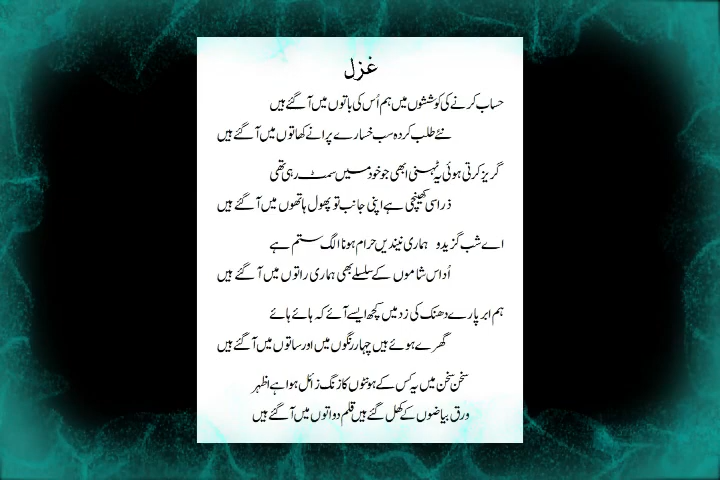 غزل
حساب کرنے کی کوششوں میں ہم اُس کی باتوں میں آ گئے ہیں
نئے طلب کردہ سب خسارے پرانے کھاتوں میں آ گئے ہیں
گریز کرتی ہوئی یہ ٹہنی ابھی جو خود میں سمٹ رہی تھی
ذرا سی کھینچی ہے اپنی جانب تو پھول ہاتھوں میں آ گئے ہیں
اے شب گزیدو ہماری نیندیں حرام ہونا الگ ستم ہے
اُداس شاموں کے سلسلے بھی ہماری راتوں میں آ گئے ہیں
ہم ابر پارے دھنک کی زد میں کچھ ایسے آئے کہ ہائے ہائے
گھرے ہوئے ہیں چہار رنگوں میں اور ساتوں میں آ گئے ہیں
سخن سخن میں یہ کس کے ہونٹوں کا زنگ زائل ہوا ہے اظہر
ورق بیاضوں کے کھل گئے ہیں قلم دواتوں میں آ گئے ہیں